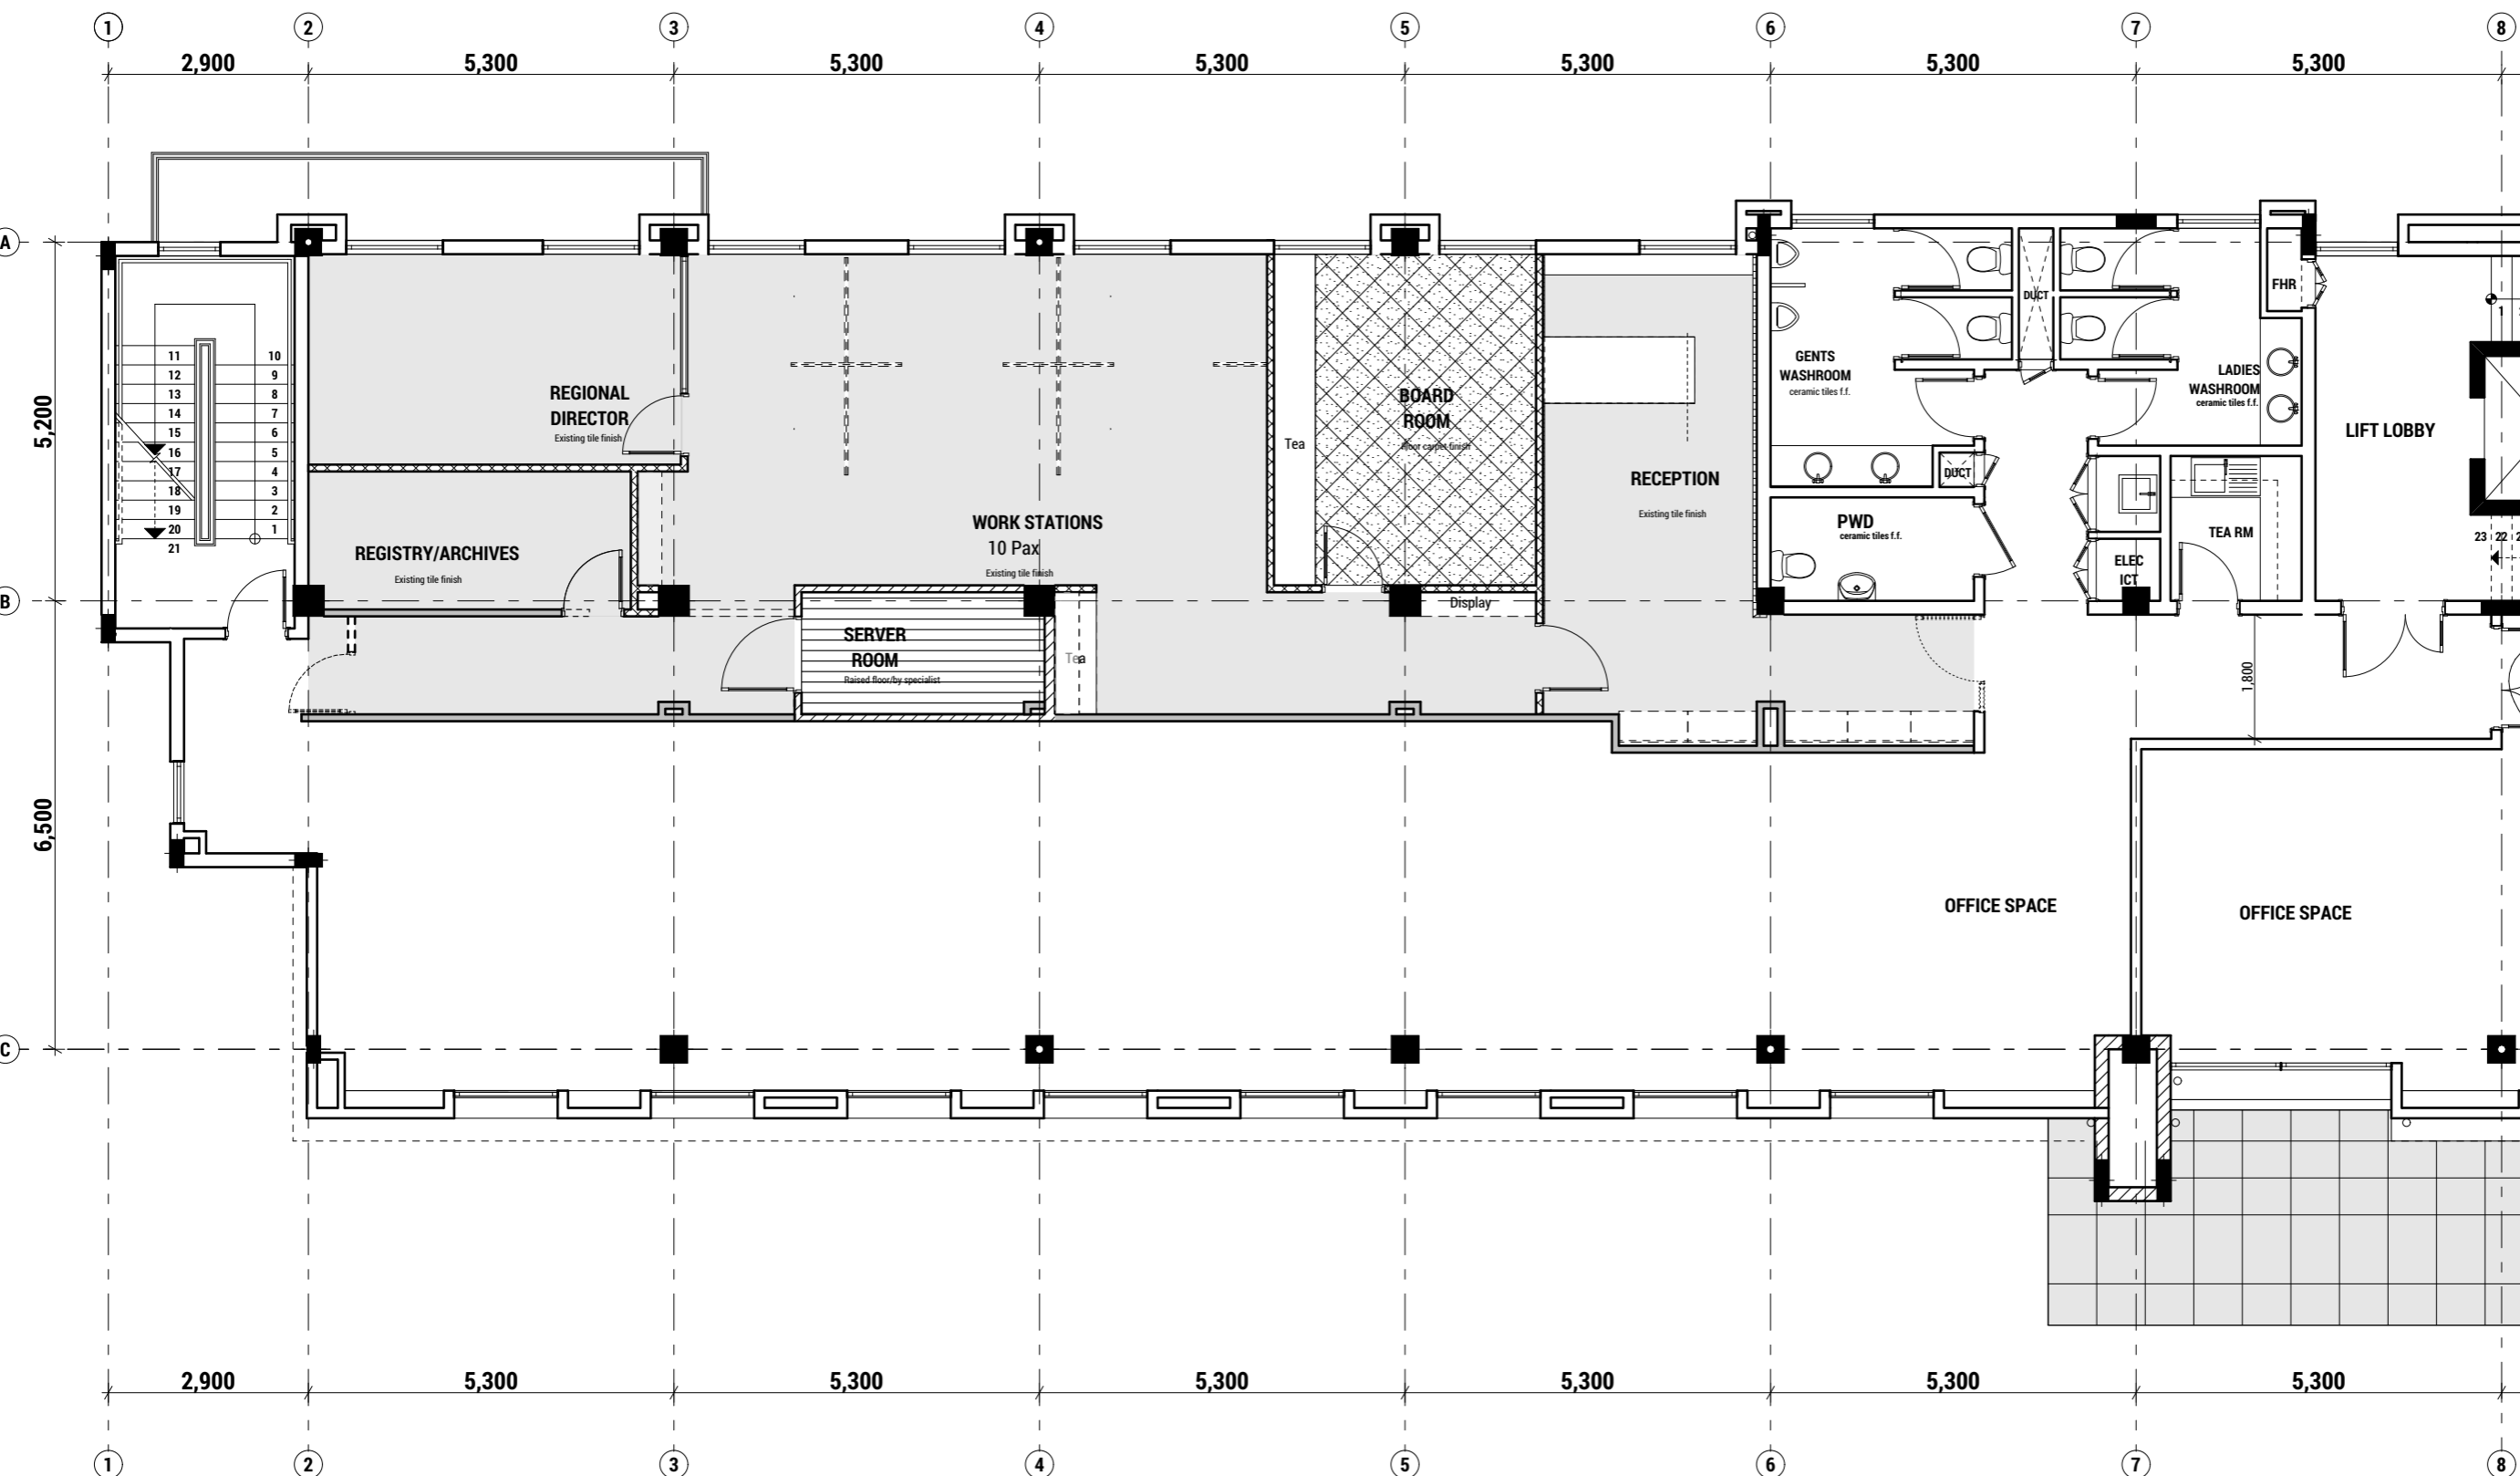 1 2 3 4 5 6 7 8
2,900 5,300 5,300 5,300 5,300 5,300 5,300
A
5,200
B
6,500
C
11 10
12 9
13 8
14 7
15 6
16 5
17 4
18 3
19 2
20 1
21
REGIONAL
DIRECTOR
Existing tile finish
REGISTRY/ARCHIVES
Existing tile finish
WORK STATIONS
10 Pax
Existing tile finish
SERVER
ROOM
Raised floor/by specialist
Tea
Tea
BOARD
ROOM
Floor carpet finish
Display
RECEPTION
Existing tile finish
GENTS
WASHROOM
ceramic tiles f.f.
DUCT
DUCT
PWD
ceramic tiles f.f.
LADIES
WASHROOM
ceramic tiles f.f.
FHR
ELEC
ICT
TEA RM
LIFT LOBBY
1
23 22
1,800
OFFICE SPACE
OFFICE SPACE
2,900 5,300 5,300 5,300 5,300 5,300 5,300
1 2 3 4 5 6 7 8